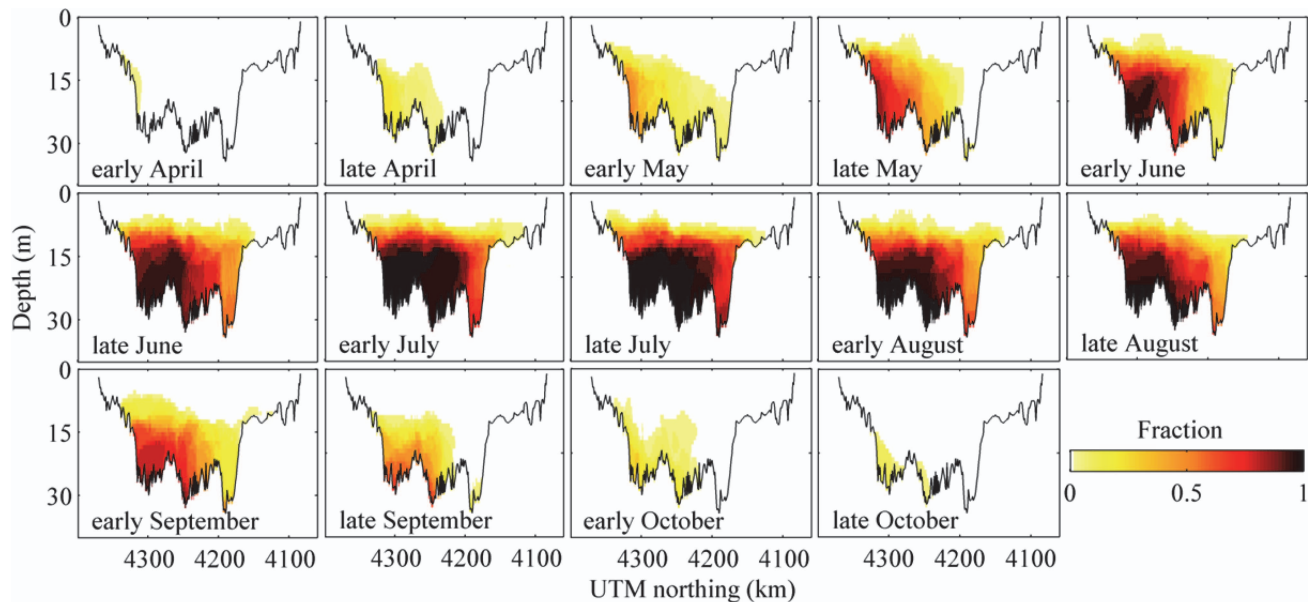 0
15
30
early April
late April
early May
late May
early June
0
15
30
Depth (m)
late June
early July
late July
early August
late August
0
15
30
early September
late September
early October
late October
Fraction
0 0.5 1
4300 4200 4100
4300 4200 4100
4300 4200 4100
4300 4200 4100
UTM northing (km)